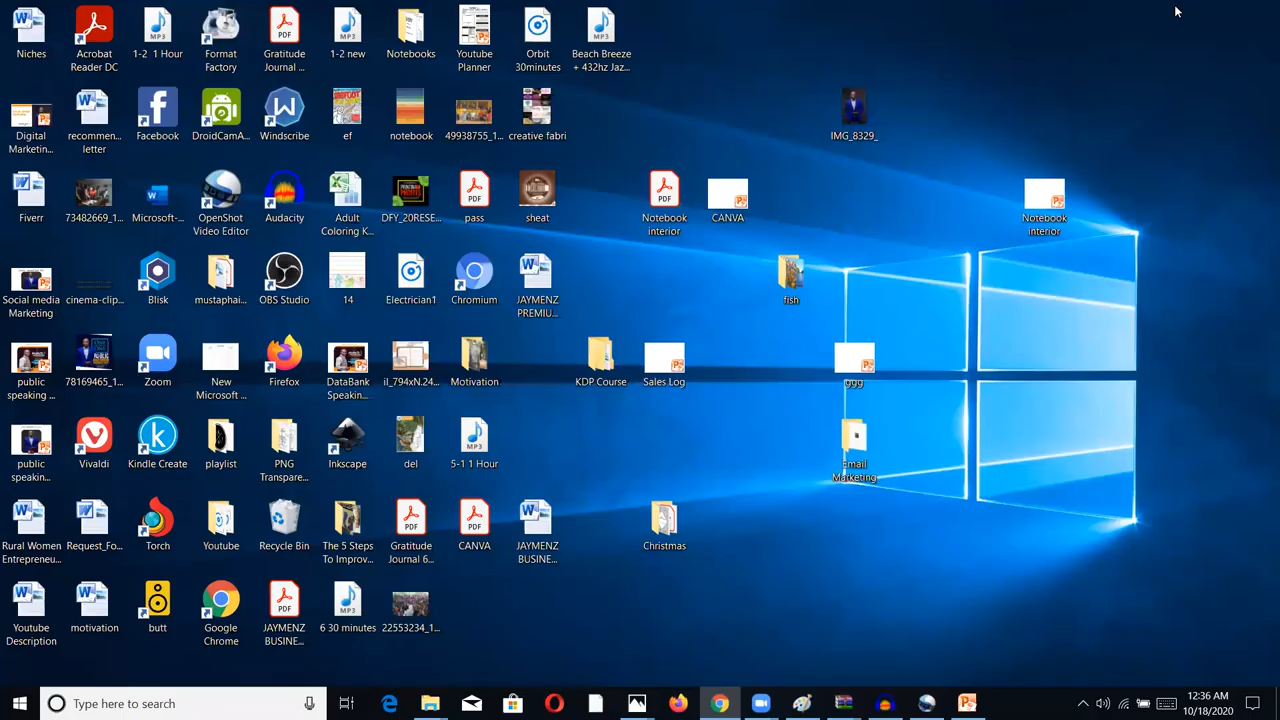 Niches
Acrobat
Reader DC
1-2 1 Hour
Format
Factory
Gratitude
Journal ...
1-2 new
Notebooks
Youtube
Planner
Orbit
30minutes
Beach Breeze
+ 432hz Jaz...
Digital
Marketin...
recommen...
letter
Facebook
DroidCamA...
Windscribe
ef
notebook
49938755_1...
creative fabri
IMG_8329_
Fiverr
73482669_1...
Microsoft-...
OpenShot
Video Editor
Audacity
Adult
Coloring K...
DFY_20RESE...
pass
sheat
Notebook
interior
CANVA
Notebook
interior
Social media
Marketing
cinema-clip...
Blisk
mustaphai...
OBS Studio
14
Electrician1
Chromium
JAYMENZ
PREMIU...
fish
public
speaking ...
78169465_1...
Zoom
New
Microsoft ...
Firefox
DataBank
Speakin...
il_794xN.24...
Motivation
KDP Course
Sales Log
ggg
public
speakin...
Vivaldi
Kindle Create
playlist
PNG
Transpare...
Inkscape
del
5-1 1 Hour
Email
Marketing
Rural Women
Entrepreneu...
Request_Fo...
Torch
Youtube
Recycle Bin
The 5 Steps
To Improv...
Gratitude
Journal 6...
CANVA
JAYMENZ
BUSINE...
Christmas
Youtube
Description
motivation
butt
Google
Chrome
JAYMENZ
BUSINE...
6 30 minutes
22553234_1...
Type here to search
12:36 AM
10/18/2020